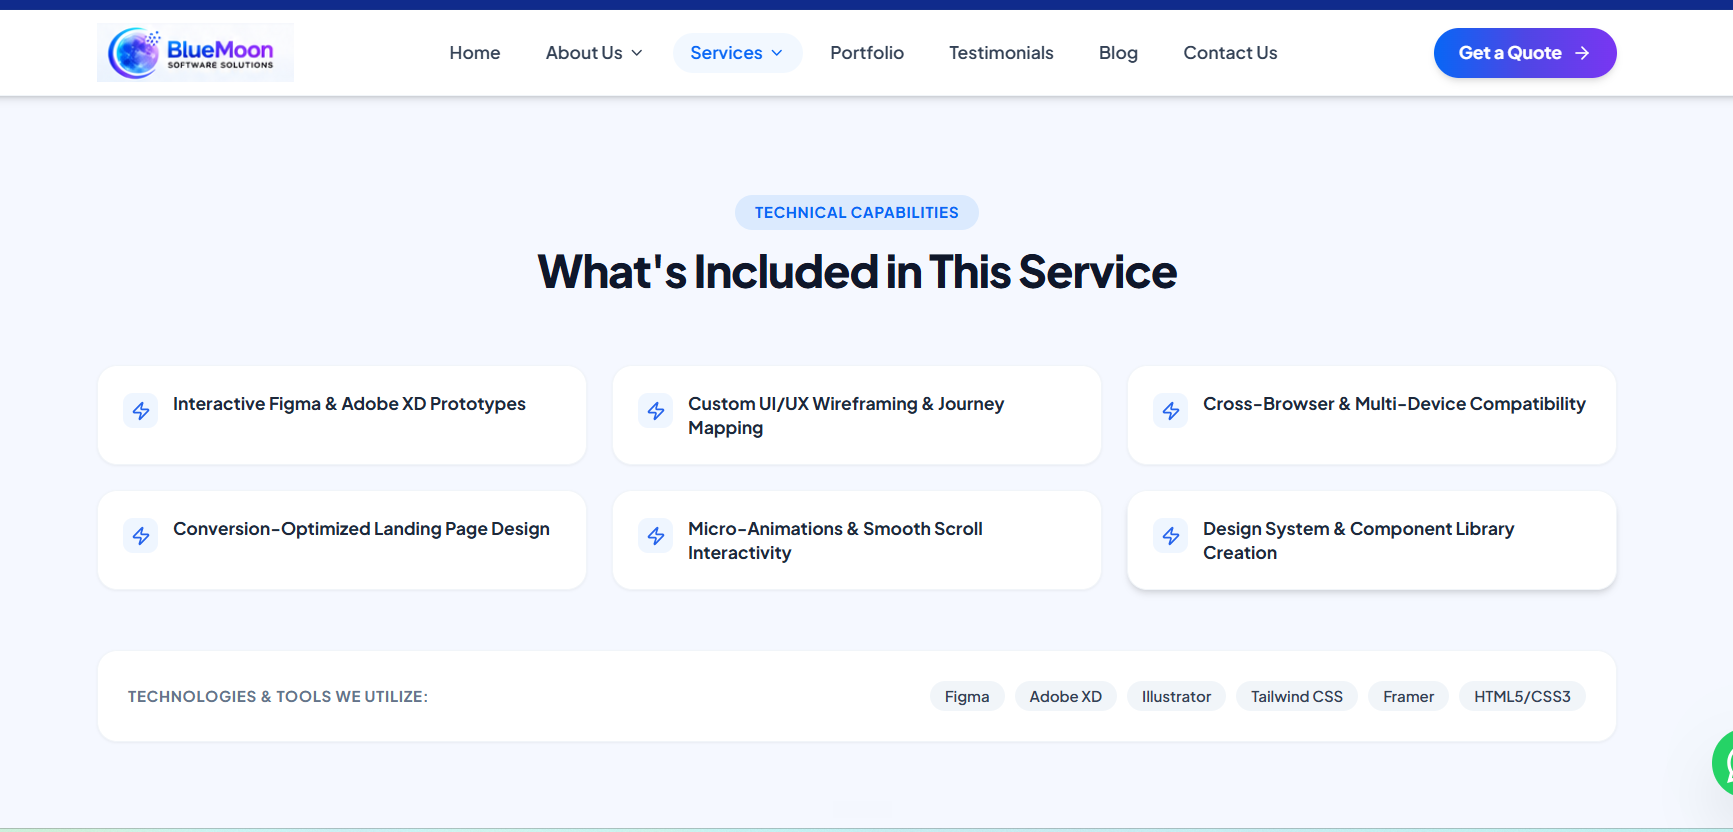 BlueMoon
SOFTWARE SOLUTIONS
Home
About Us
Services
Portfolio
Testimonials
Blog
Contact Us
Get a Quote
TECHNICAL CAPABILITIES
What's Included in This Service
Interactive Figma & Adobe XD Prototypes
Custom UI/UX Wireframing & Journey
Mapping
Cross-Browser & Multi-Device Compatibility
Conversion-Optimized Landing Page Design
Micro-Animations & Smooth Scroll
Interactivity
Design System & Component Library
Creation
TECHNOLOGIES & TOOLS WE UTILIZE:
Figma
Adobe XD
Illustrator
Tailwind CSS
Framer
HTML5/CSS3